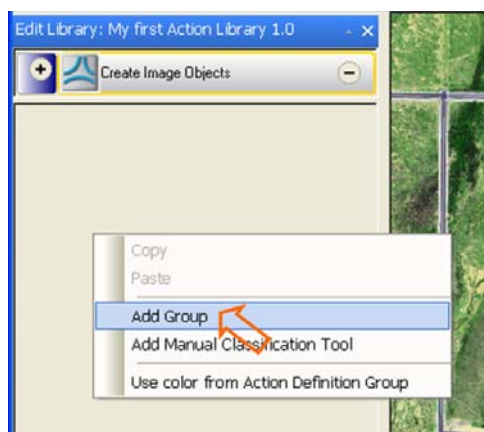 Edit Library: My first Action Library 1.0
Create Image Objects
Copy
Paste
Add Group
Add Manual Classification Tool
Use color from Action Definition Group